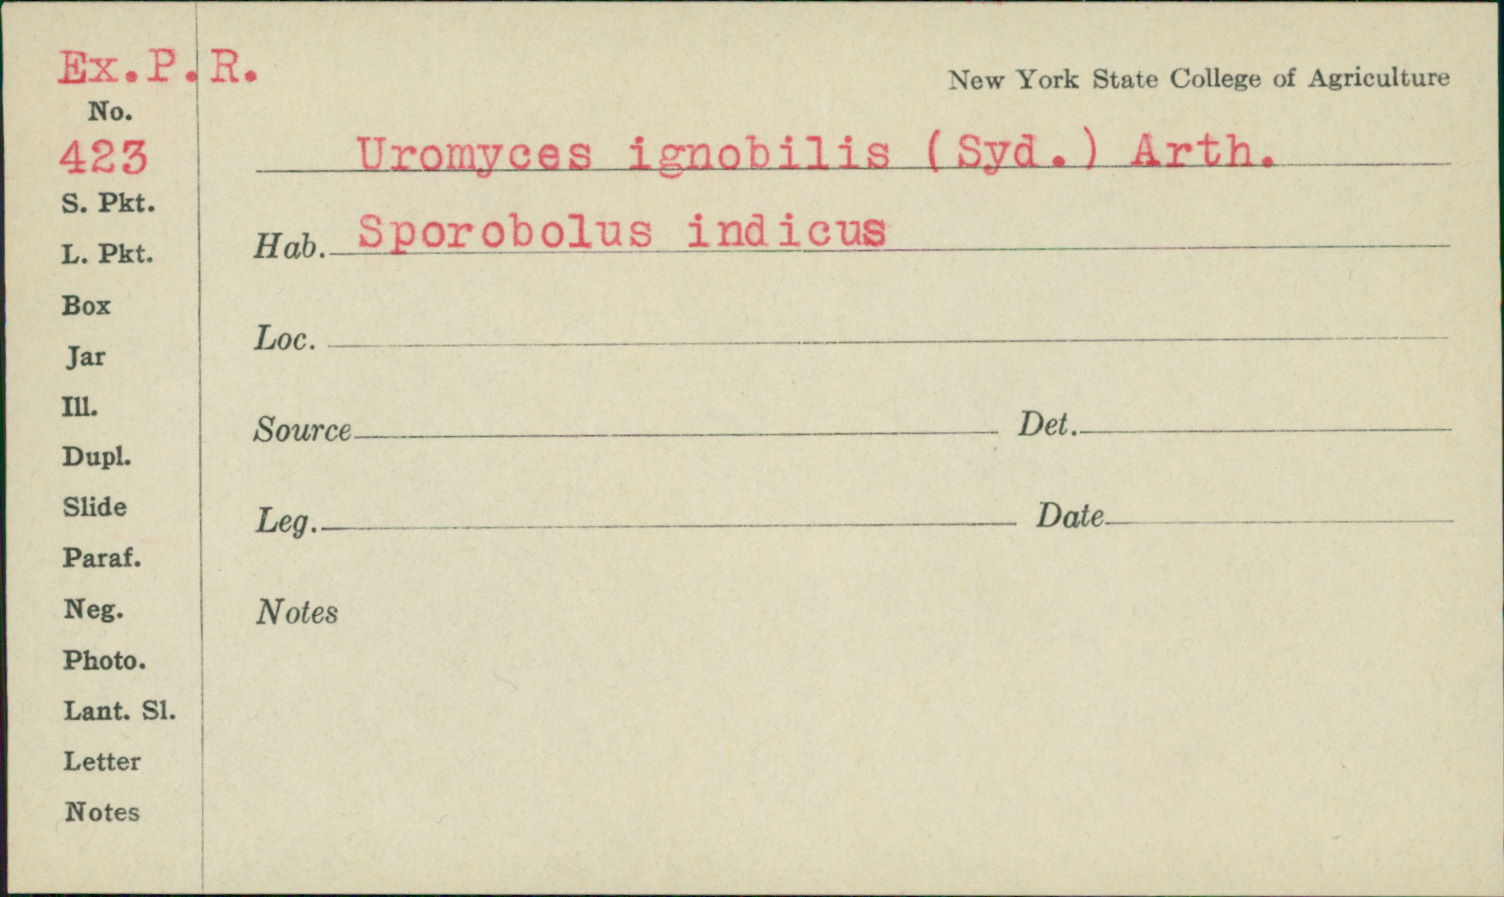 Ex.P.R.
New York State College of Agriculture
No.
423
Uromyces ignobilis (Syd.) Arth.
S. Pkt.
Hab. Sporobolus indicus
L. Pkt.
Box
Loc.
Jar
Ill.
Source Det.
Dupl.
Slide
Leg. Date
Paraf.
Neg.
Notes
Photo.
Lant. Sl.
Letter
Notes